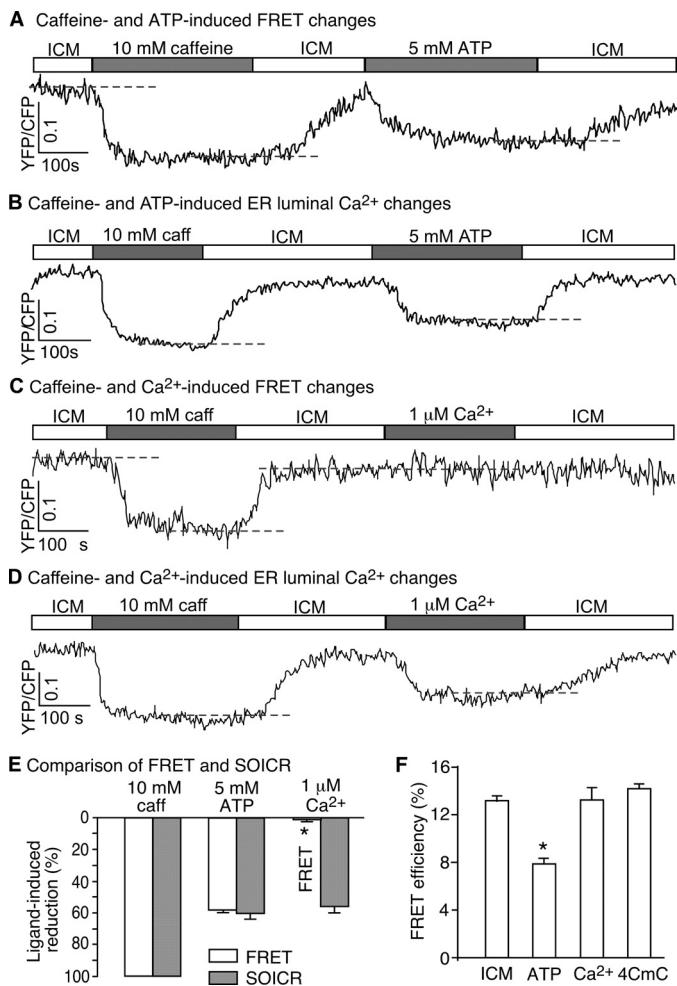 A Caffeine- and ATP-induced FRET changes
ICM 10 mM caffeine ICM 5 mM ATP ICM
YFP/CFP
0.1
100s
B Caffeine- and ATP-induced ER luminal Ca2+ changes
ICM 10 mM caff ICM 5 mM ATP ICM
YFP/CFP
0.1
100s
C Caffeine- and Ca2+-induced FRET changes
ICM 10 mM caff ICM 1 μM Ca2+ ICM
YFP/CFP
0.1
100 s
D Caffeine- and Ca2+-induced ER luminal Ca2+ changes
ICM 10 mM caff ICM 1 μM Ca2+ ICM
YFP/CFP
0.1
100 s
E Comparison of FRET and SOICR
10 mM caff
5 mM ATP
1 μM Ca2+
Ligand-induced reduction (%)
0
20
40
60
80
100
*
FRET
FRET
SOICR
F
FRET efficiency (%)
16
12
8
4
0
*
ICM ATP Ca2+ 4CmC